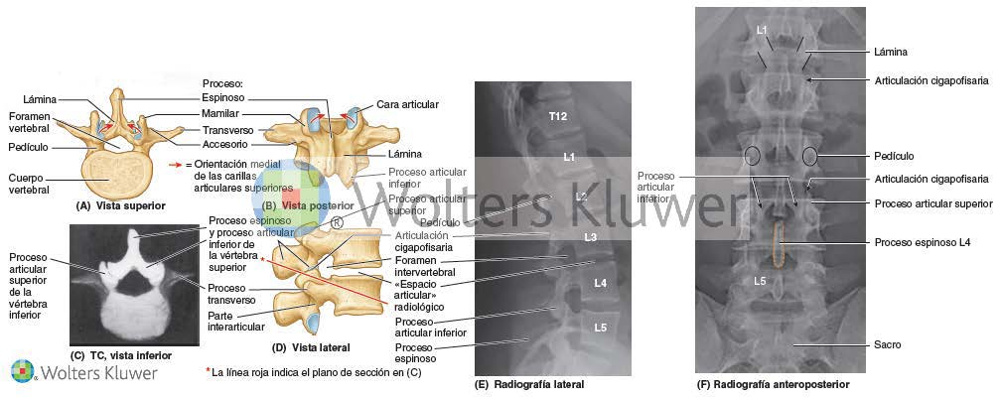 Lámina
Foramen
vertebral
Pedículo
Cuerpo
vertebral
(A) Vista superior
Proceso:
Espinoso
Mamilar
Transverso
Accesorio
= Orientación medial
de las carillas
articulares superiores
Cara articular
Lámina
Proceso articular
inferior
(B) Vista posterior
Proceso
articular
superior
de la
vértebra
inferior
(C) TC, vista inferior
Proceso espinoso
y proceso articular
inferior de
la vértebra
superior *
Proceso
transverso
Parte
interarticular
Proceso articular
superior
Pedículo
Articulación
cigapofisaria
Foramen
intervertebral
«Espacio
articular»
radiológico
(D) Vista lateral
* La línea roja indica el plano de sección en (C)
Proceso
articular inferior
Proceso
espinoso
T12
L1
L2
L3
L4
L5
(E) Radiografía lateral
L1
Lámina
Articulación cigapofisaria
Pedículo
Articulación cigapofisaria
Proceso
articular
inferior
Proceso articular superior
Proceso espinoso L4
L5
Sacro
(F) Radiografía anteroposterior
® Wolters Kluwer
® Wolters Kluwer